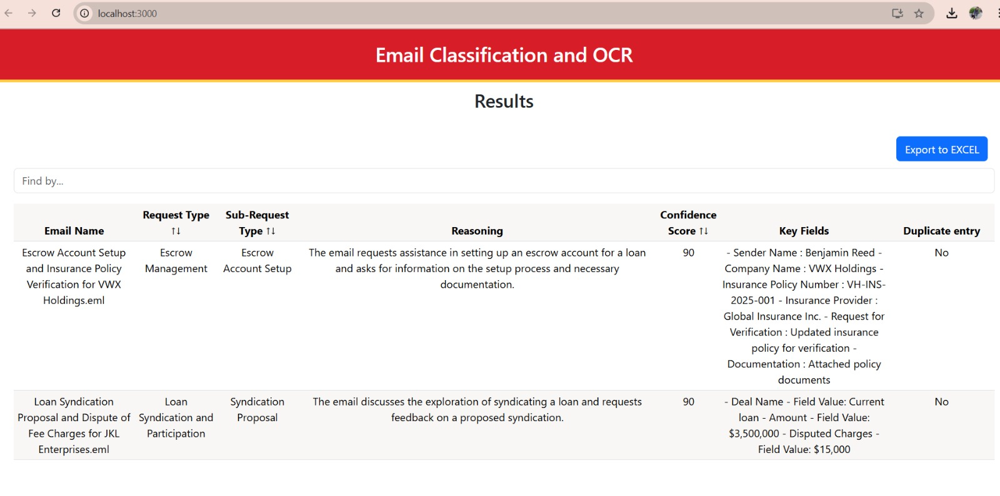 localhost:3000
Email Classification and OCR
Results
Export to EXCEL
Find by...
Email Name
Request Type ↑↓
Sub-Request
Type ↑↓
Reasoning
Confidence
Score ↑↓
Key Fields
Duplicate entry
Escrow Account Setup
and Insurance Policy
Verification for VWX
Holdings.eml
Escrow
Management
Escrow
Account Setup
The email requests assistance in setting up an escrow account for a loan
and asks for information on the setup process and necessary
documentation.
90
- Sender Name : Benjamin Reed -
Company Name : VWX Holdings -
Insurance Policy Number : VH-INS-
2025-001 - Insurance Provider :
Global Insurance Inc. - Request for
Verification : Updated insurance
policy for verification -
Documentation : Attached policy
documents
No
Loan Syndication
Proposal and Dispute of
Fee Charges for JKL
Enterprises.eml
Loan
Syndication and
Participation
Syndication
Proposal
The email discusses the exploration of syndicating a loan and requests
feedback on a proposed syndication.
90
- Deal Name - Field Value: Current
loan - Amount - Field Value:
$3,500,000 - Disputed Charges -
Field Value: $15,000
No